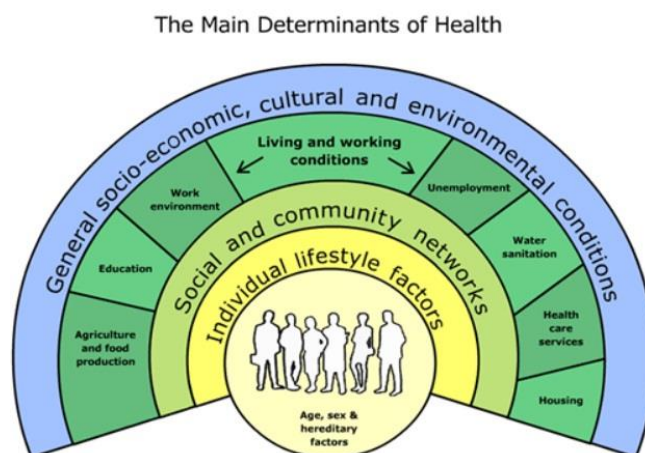 The Main Determinants of Health
General socio-economic, cultural and environmental conditions
Living and working
conditions
Work
environment
Unemployment
Education
Water
sanitation
Agriculture
and food
production
Health
care
services
Housing
Social and community networks
Individual lifestyle factors
Age, sex &
hereditary
factors